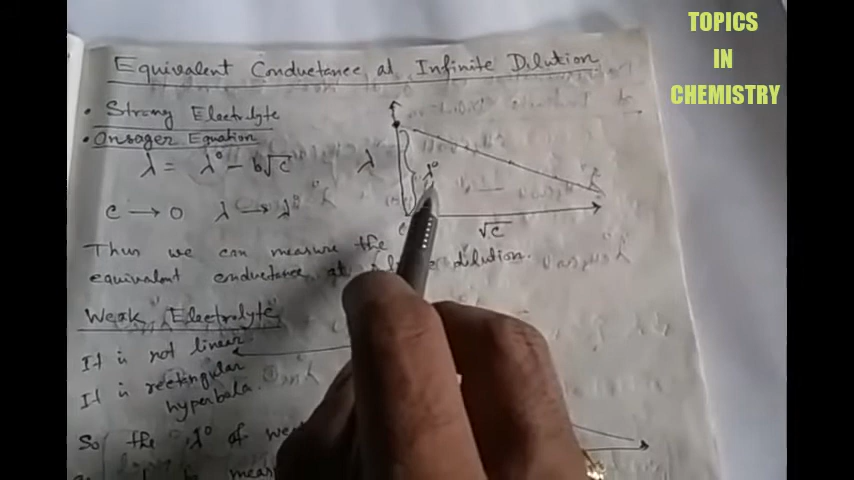 TOPICS
IN
CHEMISTRY
Equivalent Conductance at Infinite Dilution
• Strong Electrolyte
• Onsager Equation
λ = λ° - b√c
c → 0 λ → λ°
λ
λ°
√c
Thus we can measure the
equivalent conductance at dilution.
Weak "Electrolyte"
It is not linear.
It is rectangular
hyperbola.
So the λ° of
measu